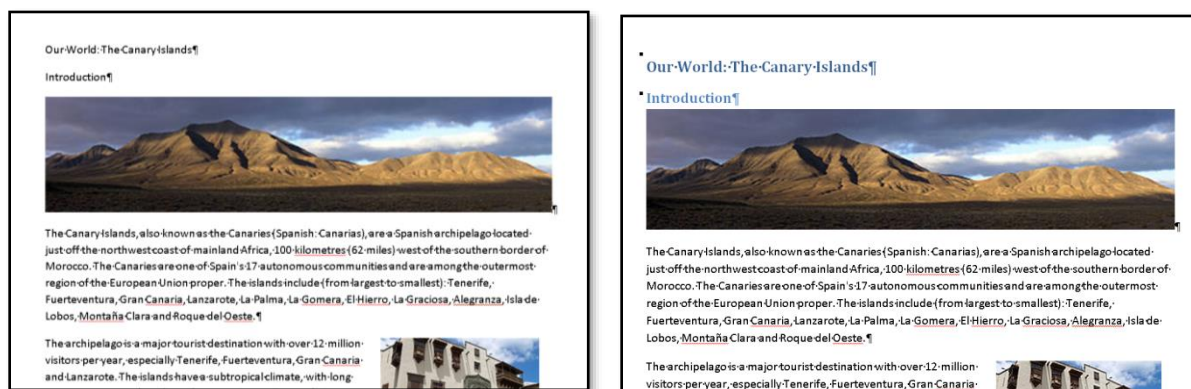 Our World: The Canary Islands¶
Introduction¶
¶
The Canary Islands, also known as the Canaries (Spanish: Canarias), are a Spanish archipelago located
just off the northwest coast of mainland Africa, 100 kilometres (62 miles) west of the southern border of
Morocco. The Canaries are one of Spain's 17 autonomous communities and are among the outermost
region of the European Union proper. The islands include (from largest to smallest): Tenerife,
Fuerteventura, Gran Canaria, Lanzarote, La Palma, La Gomera, El Hierro, La Graciosa, Alegranza, Isla de
Lobos, Montaña Clara and Roque del Oeste.¶
The archipelago is a major tourist destination with over 12 million
visitors per year, especially Tenerife, Fuerteventura, Gran Canaria
and Lanzarote. The islands have a subtropical climate, with long
Our World: The Canary Islands¶
Introduction¶
¶
The Canary Islands, also known as the Canaries (Spanish: Canarias), are a Spanish archipelago located
just off the northwest coast of mainland Africa, 100 kilometres (62 miles) west of the southern border of
Morocco. The Canaries are one of Spain's 17 autonomous communities and are among the outermost
region of the European Union proper. The islands include (from largest to smallest): Tenerife,
Fuerteventura, Gran Canaria, Lanzarote, La Palma, La Gomera, El Hierro, La Graciosa, Alegranza, Isla de
Lobos, Montaña Clara and Roque del Oeste.¶
The archipelago is a major tourist destination with over 12 million
visitors per year, especially Tenerife, Fuerteventura, Gran Canaria